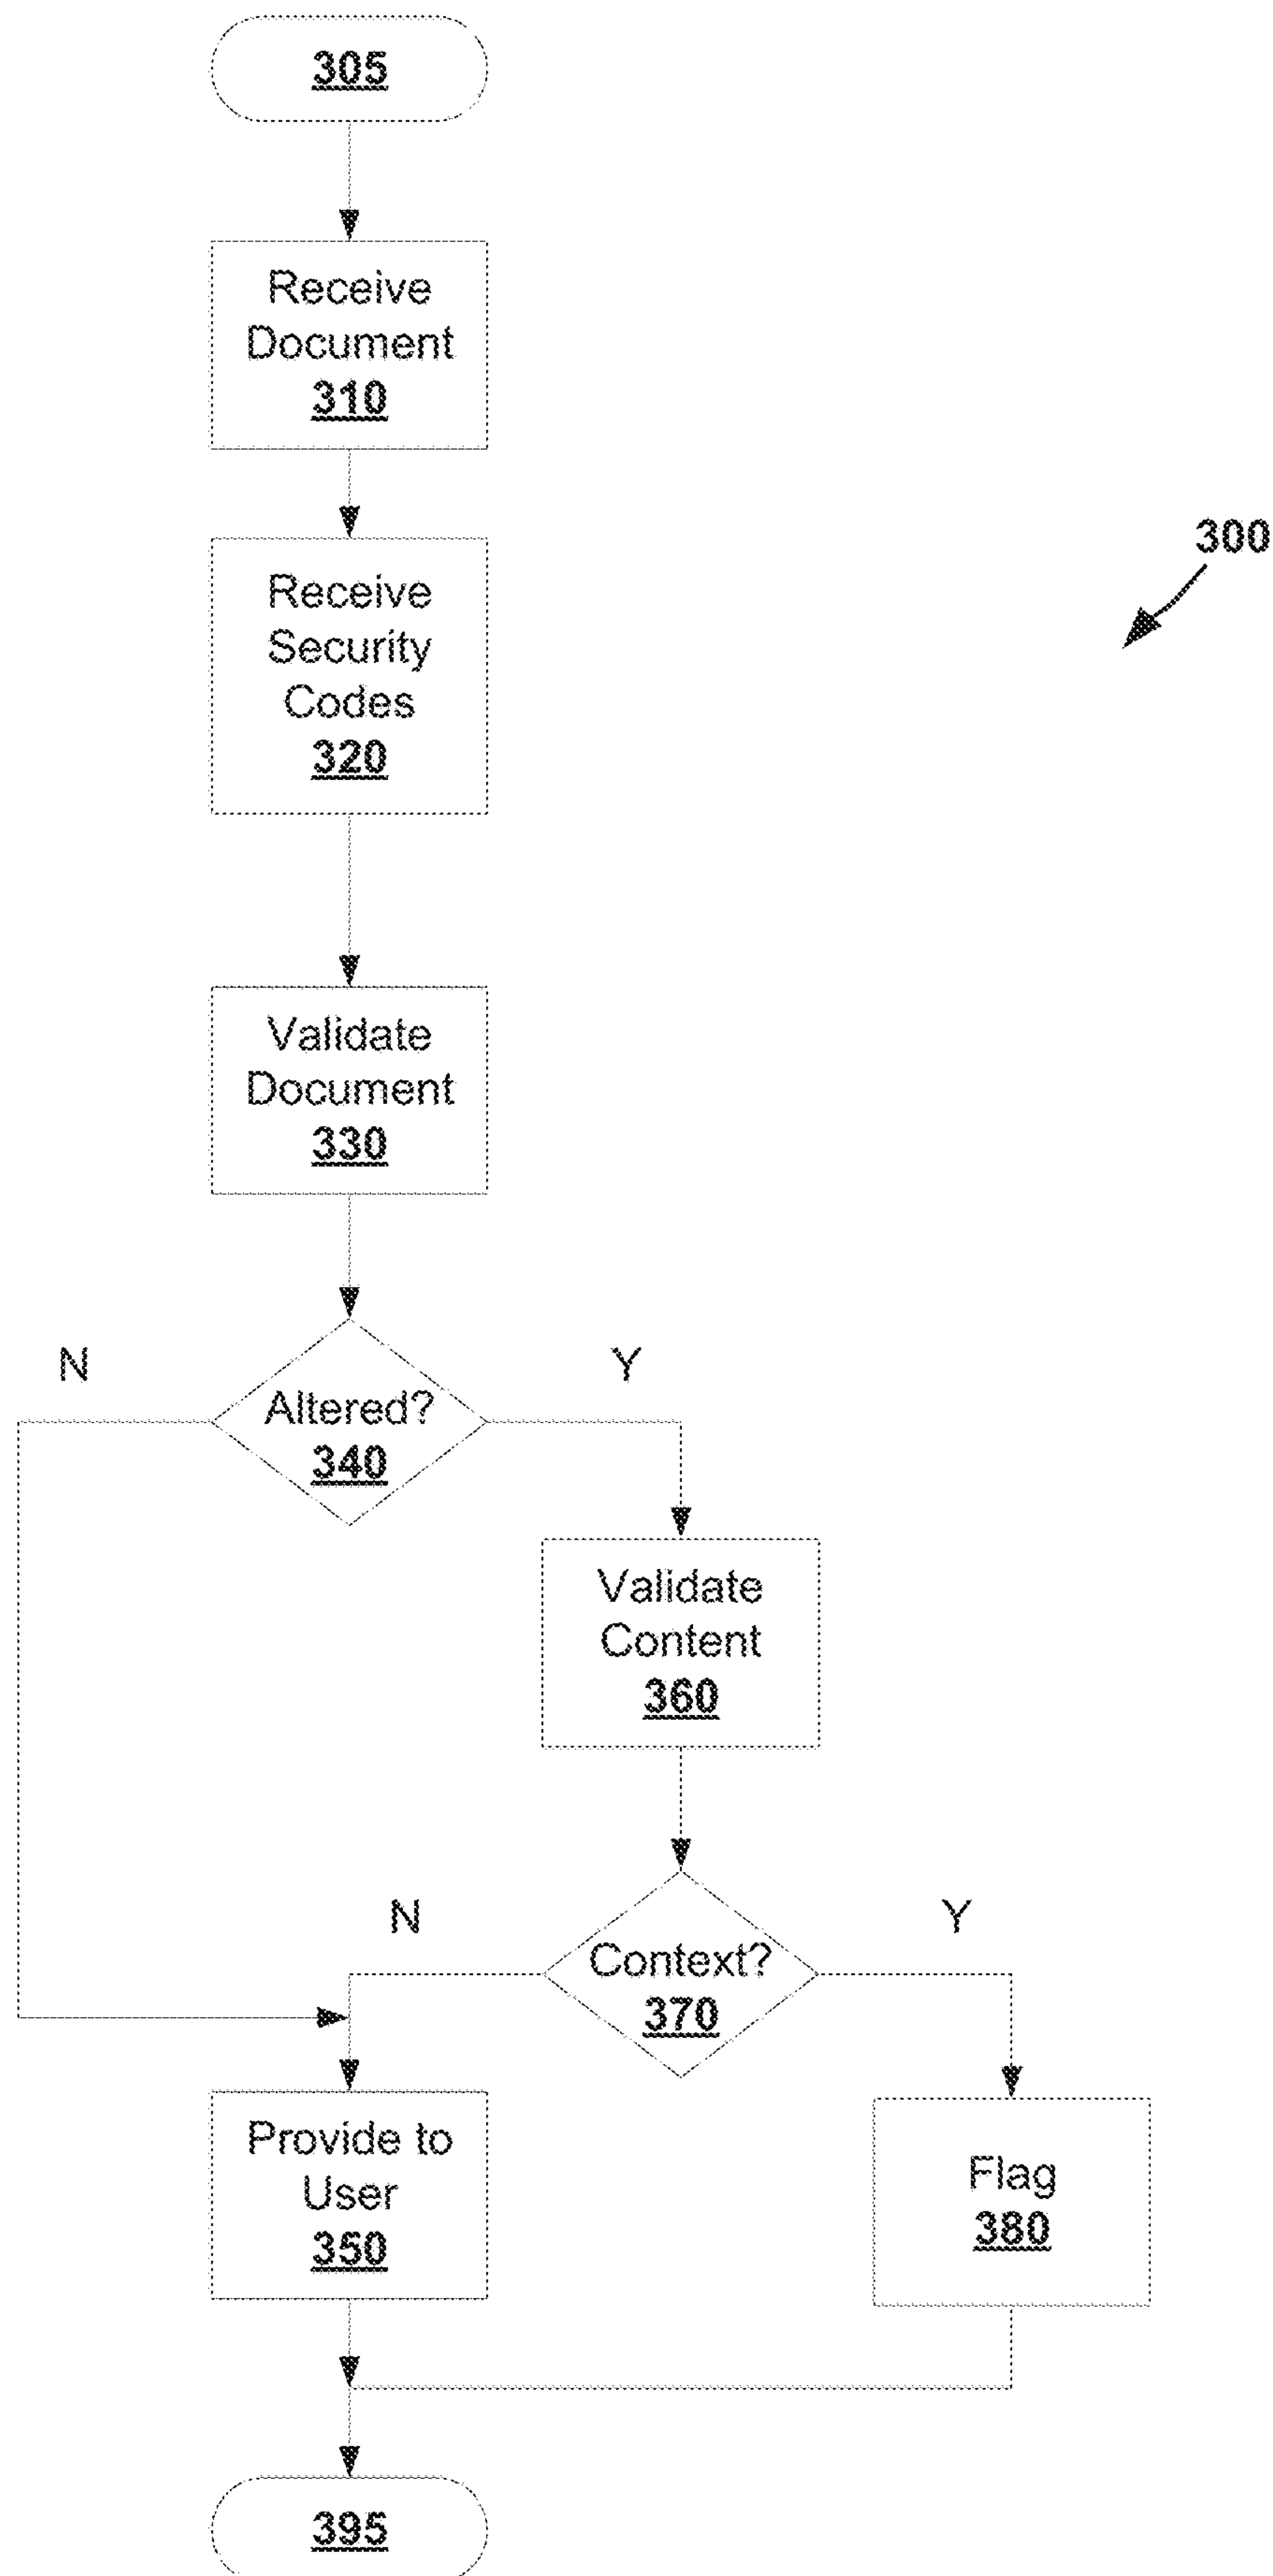 305
Receive
Document
310
300
Receive
Security
Codes
320
Validate
Document
330
N
Y
Altered?
340
Validate
Content
360
N
Y
Context?
370
Provide to
User
350
Flag
380
395